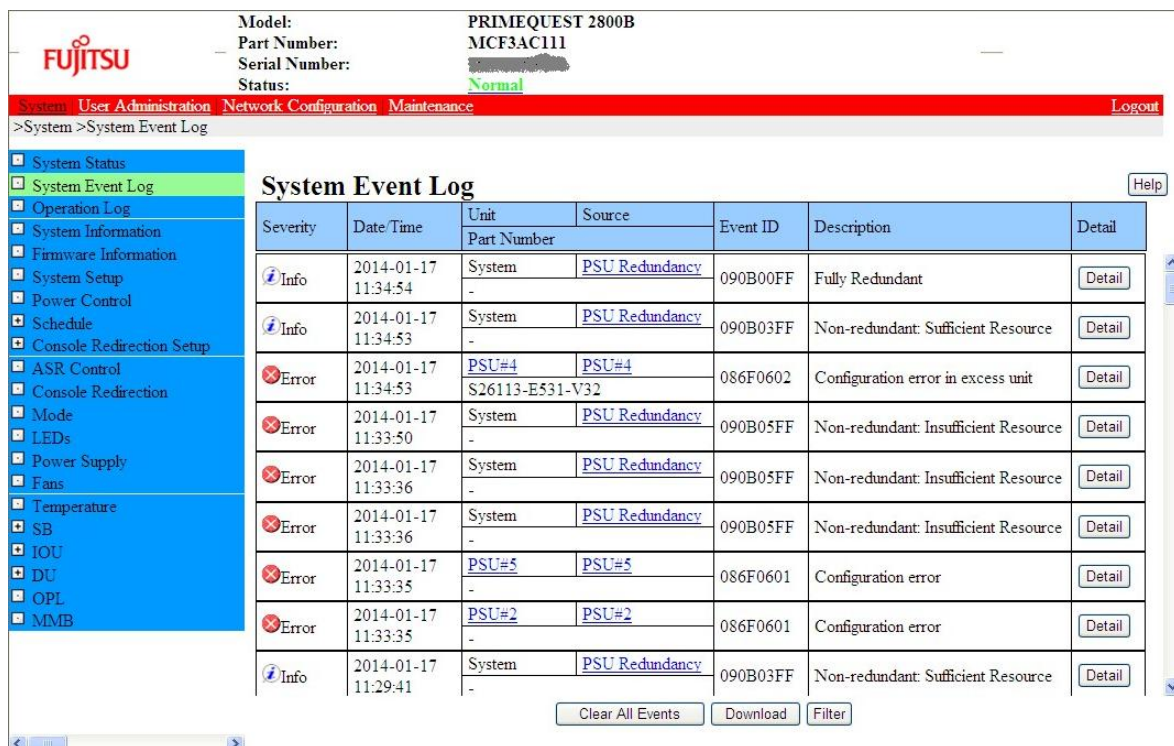 FUJITSU
Model: PRIMEQUEST 2800B
Part Number: MCF3AC111
Serial Number:
Status: Normal
System User Administration Network Configuration Maintenance Logout
>System >System Event Log
System Status
System Event Log
Operation Log
System Information
Firmware Information
System Setup
Power Control
Schedule
Console Redirection Setup
ASR Control
Console Redirection
Mode
LEDs
Power Supply
Fans
Temperature
SB
IOU
DU
OPL
MMB
System Event Log
Help
Severity Date/Time Unit Source Event ID Description Detail
Part Number
Info 2014-01-17 11:34:54 System PSU Redundancy 090B00FF Fully Redundant Detail
-
Info 2014-01-17 11:34:53 System PSU Redundancy 090B03FF Non-redundant: Sufficient Resource Detail
-
Error 2014-01-17 11:34:53 PSU#4 PSU#4 086F0602 Configuration error in excess unit Detail
S26113-E531-V32
Error 2014-01-17 11:33:50 System PSU Redundancy 090B05FF Non-redundant: Insufficient Resource Detail
-
Error 2014-01-17 11:33:36 System PSU Redundancy 090B05FF Non-redundant: Insufficient Resource Detail
-
Error 2014-01-17 11:33:36 System PSU Redundancy 090B05FF Non-redundant: Insufficient Resource Detail
-
Error 2014-01-17 11:33:35 PSU#5 PSU#5 086F0601 Configuration error Detail
-
Error 2014-01-17 11:33:35 PSU#2 PSU#2 086F0601 Configuration error Detail
-
Info 2014-01-17 11:29:41 System PSU Redundancy 090B03FF Non-redundant: Sufficient Resource Detail
-
Clear All Events Download Filter